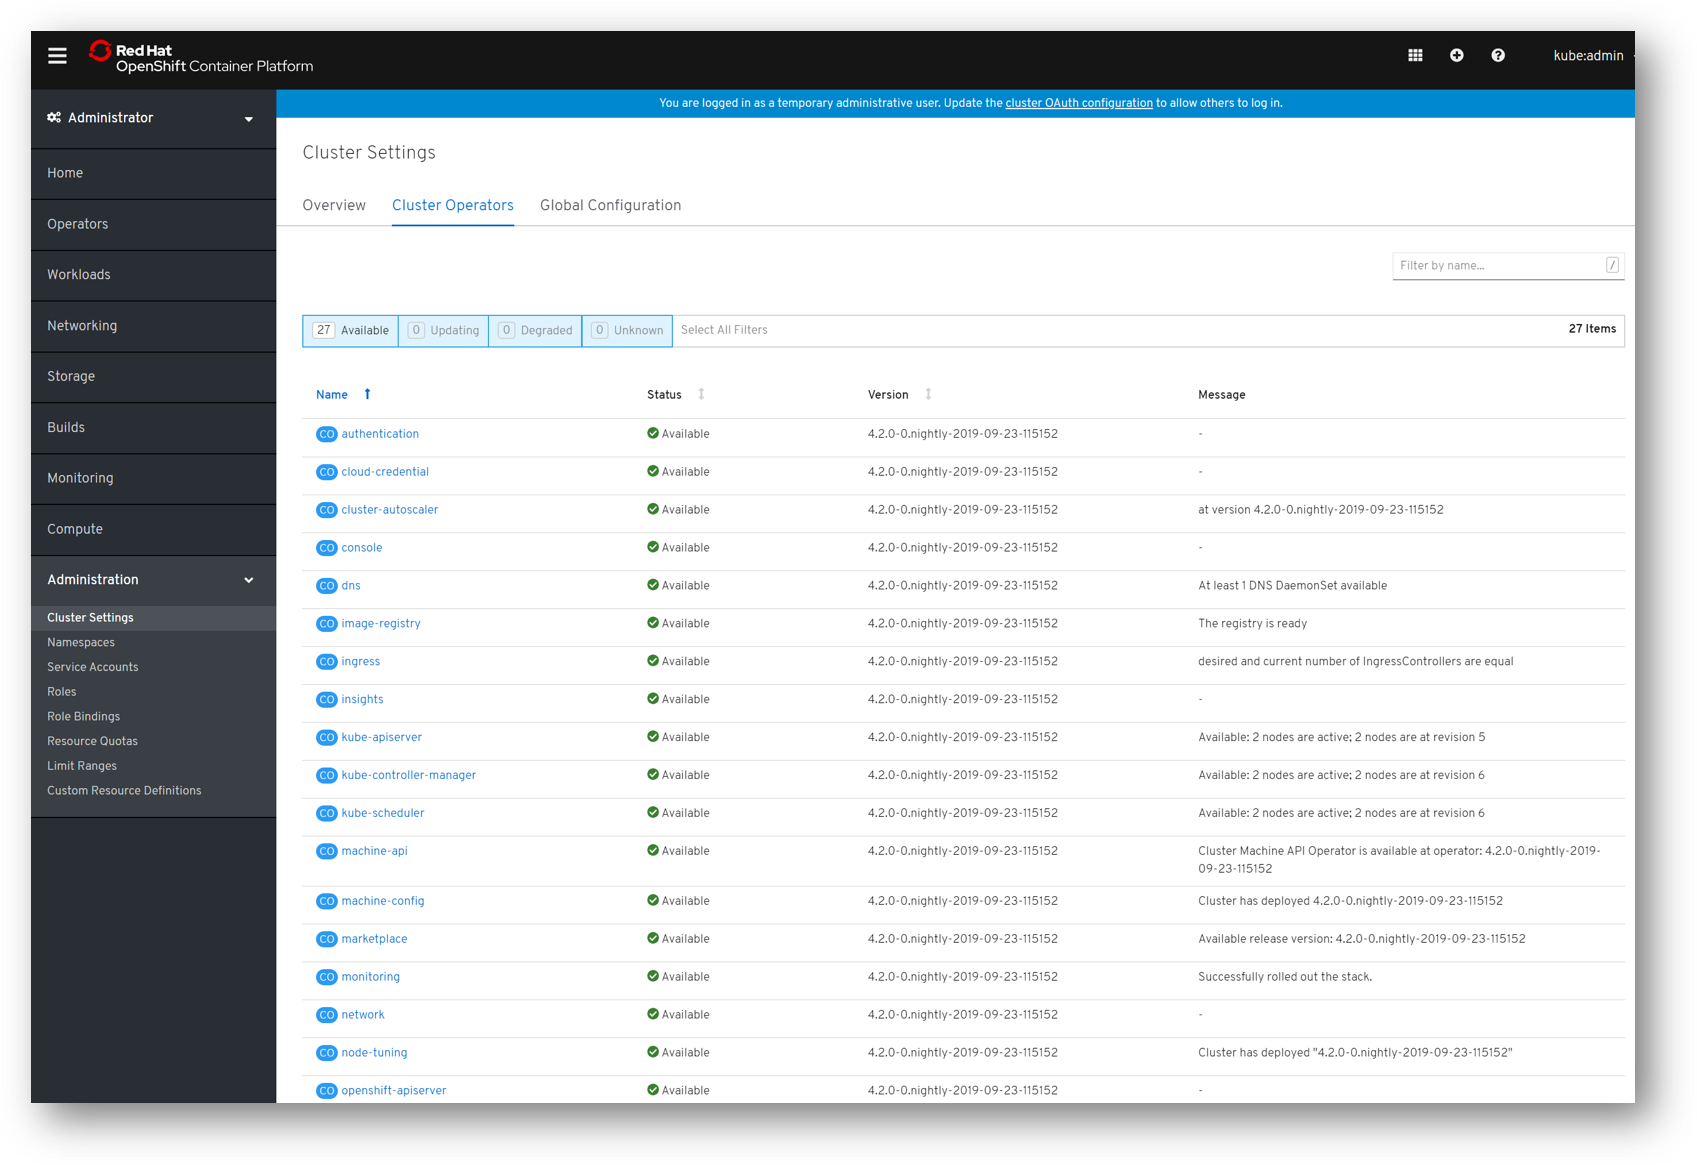 Red Hat
OpenShift Container Platform
kube:admin
Administrator
Home
Operators
Workloads
Networking
Storage
Builds
Monitoring
Compute
Administration
Cluster Settings
Namespaces
Service Accounts
Roles
Role Bindings
Resource Quotas
Limit Ranges
Custom Resource Definitions
You are logged in as a temporary administrative user. Update the cluster OAuth configuration to allow others to log in.
Cluster Settings
Overview Cluster Operators Global Configuration
Filter by name... /
27 Available 0 Updating 0 Degraded 0 Unknown Select All Filters 27 Items
Name Status Version Message
CO authentication Available 4.2.0-0.nightly-2019-09-23-115152 -
CO cloud-credential Available 4.2.0-0.nightly-2019-09-23-115152 -
CO cluster-autoscaler Available 4.2.0-0.nightly-2019-09-23-115152 at version 4.2.0-0.nightly-2019-09-23-115152
CO console Available 4.2.0-0.nightly-2019-09-23-115152 -
CO dns Available 4.2.0-0.nightly-2019-09-23-115152 At least 1 DNS DaemonSet available
CO image-registry Available 4.2.0-0.nightly-2019-09-23-115152 The registry is ready
CO ingress Available 4.2.0-0.nightly-2019-09-23-115152 desired and current number of IngressControllers are equal
CO insights Available 4.2.0-0.nightly-2019-09-23-115152 -
CO kube-apiserver Available 4.2.0-0.nightly-2019-09-23-115152 Available: 2 nodes are active; 2 nodes are at revision 5
CO kube-controller-manager Available 4.2.0-0.nightly-2019-09-23-115152 Available: 2 nodes are active; 2 nodes are at revision 6
CO kube-scheduler Available 4.2.0-0.nightly-2019-09-23-115152 Available: 2 nodes are active; 2 nodes are at revision 6
CO machine-api Available 4.2.0-0.nightly-2019-09-23-115152 Cluster Machine API Operator is available at operator: 4.2.0-0.nightly-2019-
09-23-115152
CO machine-config Available 4.2.0-0.nightly-2019-09-23-115152 Cluster has deployed 4.2.0-0.nightly-2019-09-23-115152
CO marketplace Available 4.2.0-0.nightly-2019-09-23-115152 Available release version: 4.2.0-0.nightly-2019-09-23-115152
CO monitoring Available 4.2.0-0.nightly-2019-09-23-115152 Successfully rolled out the stack.
CO network Available 4.2.0-0.nightly-2019-09-23-115152 -
CO node-tuning Available 4.2.0-0.nightly-2019-09-23-115152 Cluster has deployed "4.2.0-0.nightly-2019-09-23-115152"
CO openshift-apiserver Available 4.2.0-0.nightly-2019-09-23-115152 -